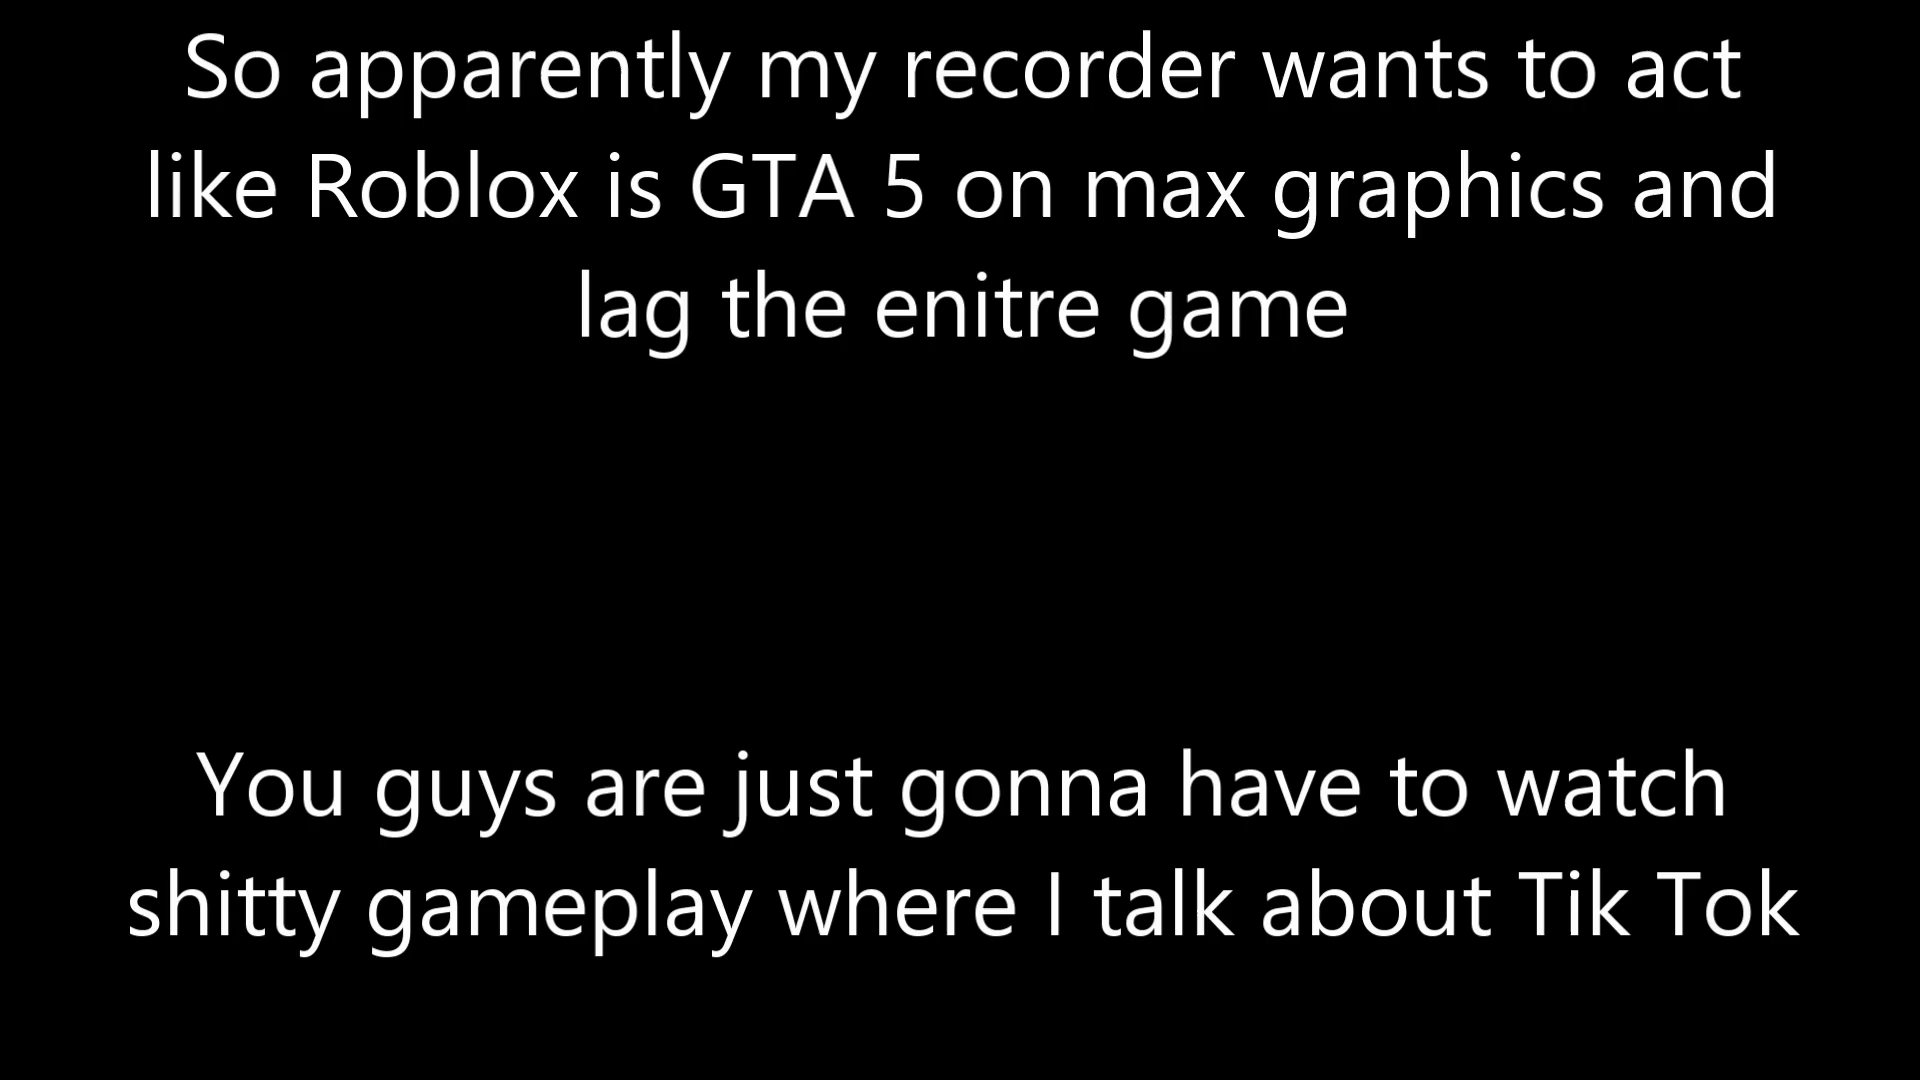 So apparently my recorder wants to act
like Roblox is GTA 5 on max graphics and
lag the enitre game
You guys are just gonna have to watch
shitty gameplay where I talk about Tik Tok